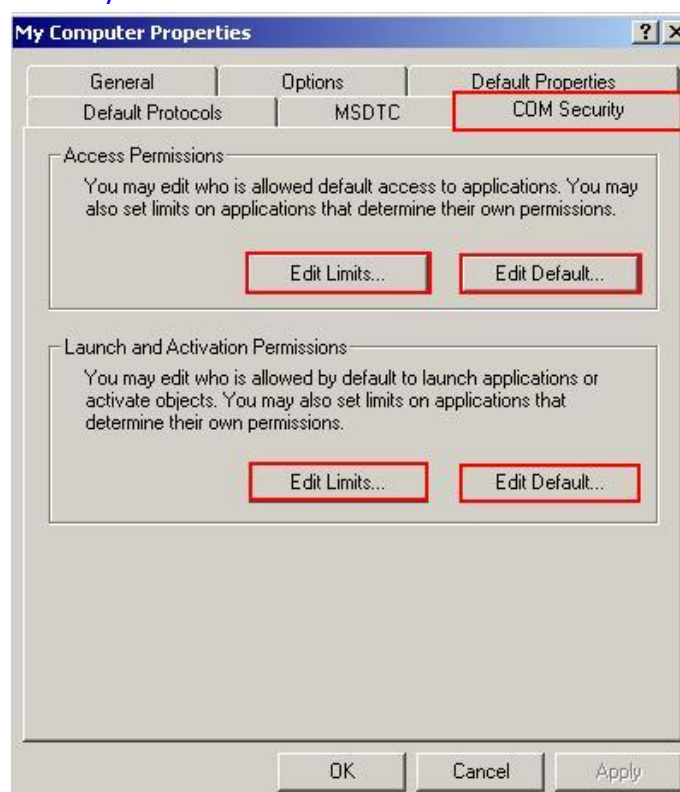 My Computer Properties
General Options Default Properties
Default Protocols MSDTC COM Security
Access Permissions
You may edit who is allowed default access to applications. You may
also set limits on applications that determine their own permissions.
Edit Limits... Edit Default...
Launch and Activation Permissions
You may edit who is allowed by default to launch applications or
activate objects. You may also set limits on applications that
determine their own permissions.
Edit Limits... Edit Default...
OK Cancel Apply